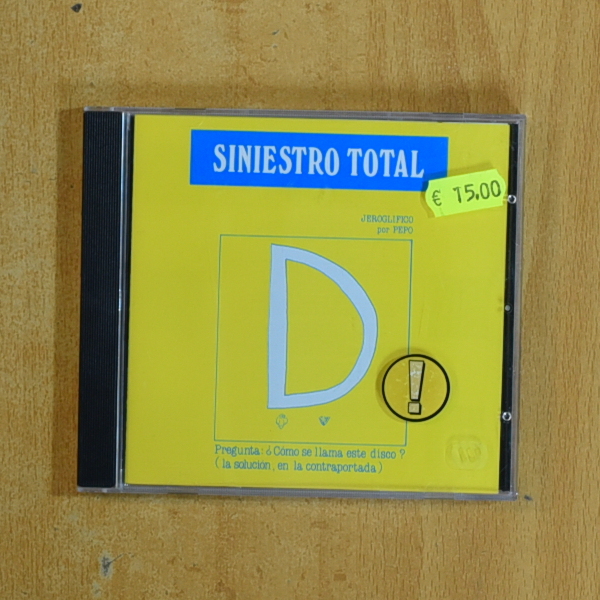 SINIESTRO TOTAL
€ 15.00
JEROGLIFICO
por PEPO
D
!
Pregunta: ¿Cómo se llama este disco?
(la solución, en la contraportada)